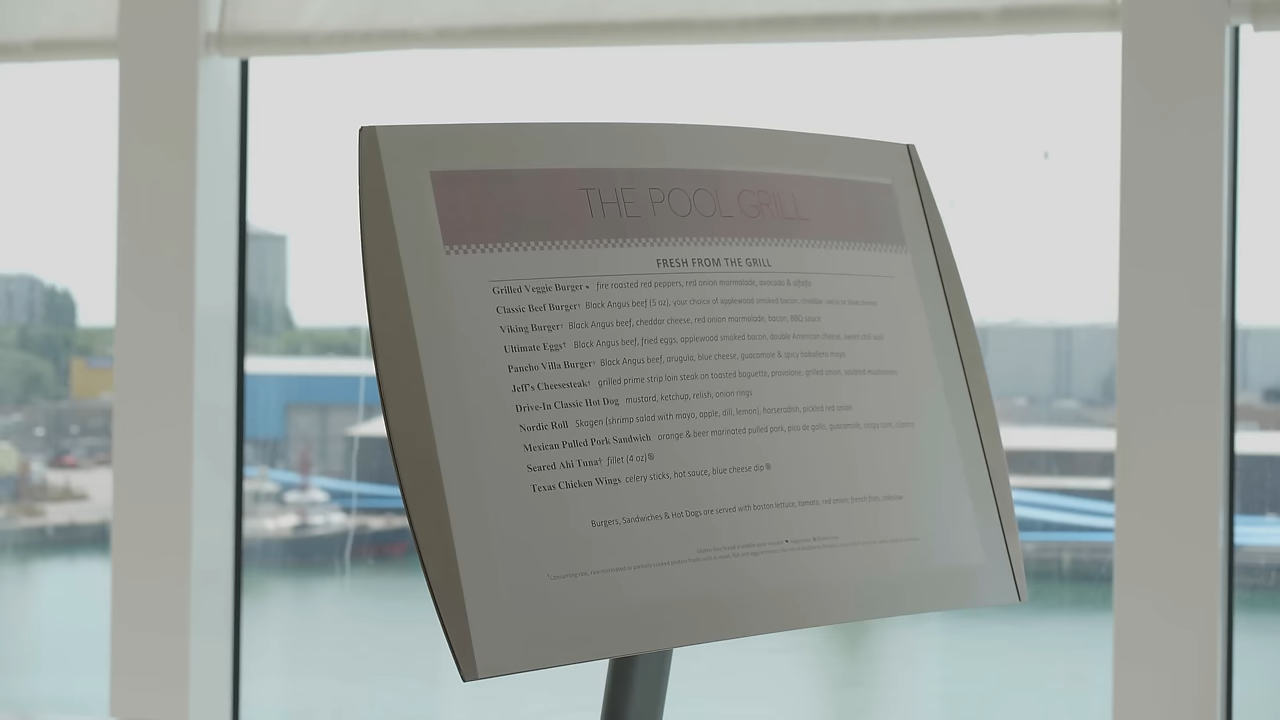 THE POOL GRILL
FRESH FROM THE GRILL
Grilled Veggie Burger fire roasted red peppers, red onion marmalade, avocado & alfalfa
Classic Beef Burger† Black Angus beef (5 oz), your choice of applewood smoked bacon, cheddar
Viking Burger† Black Angus beef, cheddar cheese, red onion marmalade, bacon, BBQ sauce
Ultimate Eggs† Black Angus beef, fried eggs, applewood smoked bacon, double American cheese, sweet chili
Pancho Villa Burger† Black Angus beef, arugula, blue cheese, guacamole & spicy habañero mayo
Jeff's Cheesesteak† grilled prime strip loin steak on toasted baguette, provolone, grilled onion, sautéed mushrooms
Drive-In Classic Hot Dog mustard, ketchup, relish, onion rings
Nordic Roll Skagen (shrimp salad with mayo, apple, dill, lemon), horseradish, pickled red onion
Mexican Pulled Pork Sandwich orange & beer marinated pulled pork, pico de gallo, guacamole, crispy corn, cilantro
Seared Ahi Tuna† fillet (4 oz)
Texas Chicken Wings celery sticks, hot sauce, blue cheese dip
Burgers, Sandwiches & Hot Dogs are served with boston lettuce, tomato, red onion, french fries, coleslaw
†Consuming raw,